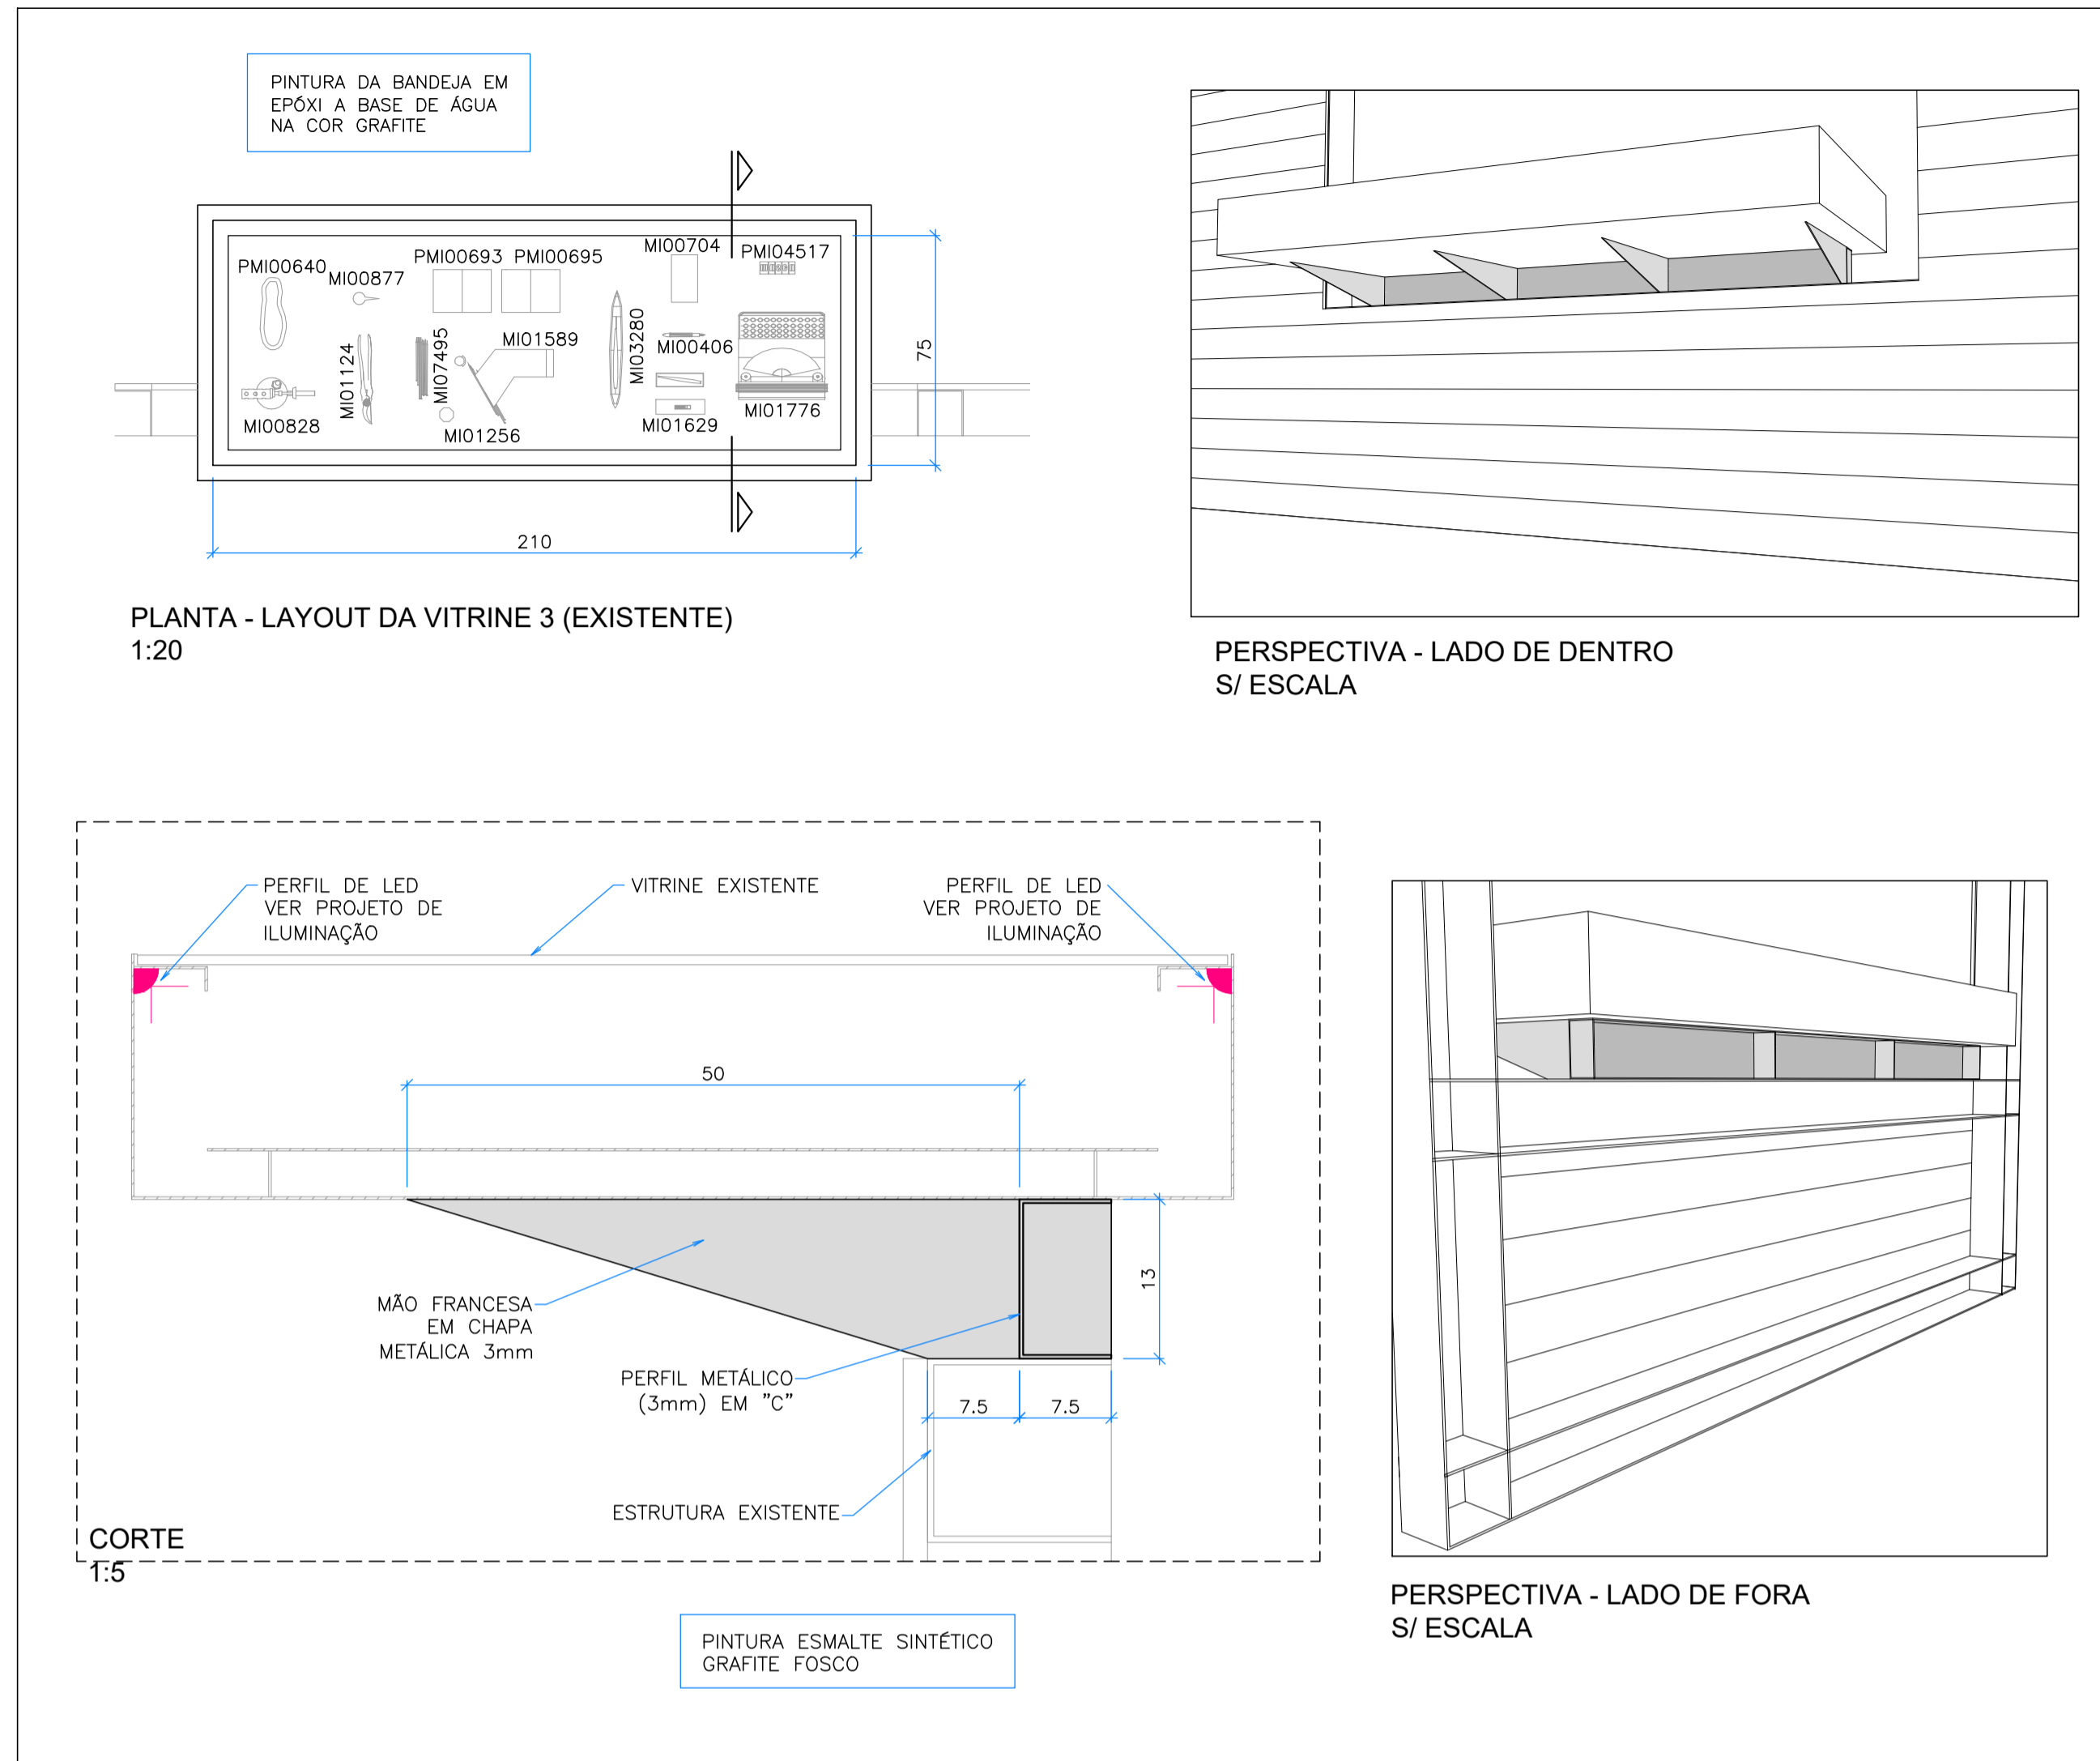 PINTURA DA BANDEJA EM
EPÓXI A BASE DE ÁGUA
NA COR GRAFITE
PMI00640
MI00877
PMI00693
PMI00695
MI00704
PMI04517
MI01124
MI07495
MI01589
MI03280
MI00406
MI00828
MI01256
MI01629
MI01776
75
210
PLANTA - LAYOUT DA VITRINE 3 (EXISTENTE)
1:20
PERSPECTIVA - LADO DE DENTRO
S/ ESCALA
PERFIL DE LED
VER PROJETO DE
ILUMINAÇÃO
VITRINE EXISTENTE
PERFIL DE LED
VER PROJETO DE
ILUMINAÇÃO
50
13
MÃO FRANCESA
EM CHAPA
METÁLICA 3mm
PERFIL METÁLICO
(3mm) EM "C"
7.5
7.5
ESTRUTURA EXISTENTE
CORTE
1:5
PINTURA ESMALTE SINTÉTICO
GRAFITE FOSCO
PERSPECTIVA - LADO DE FORA
S/ ESCALA